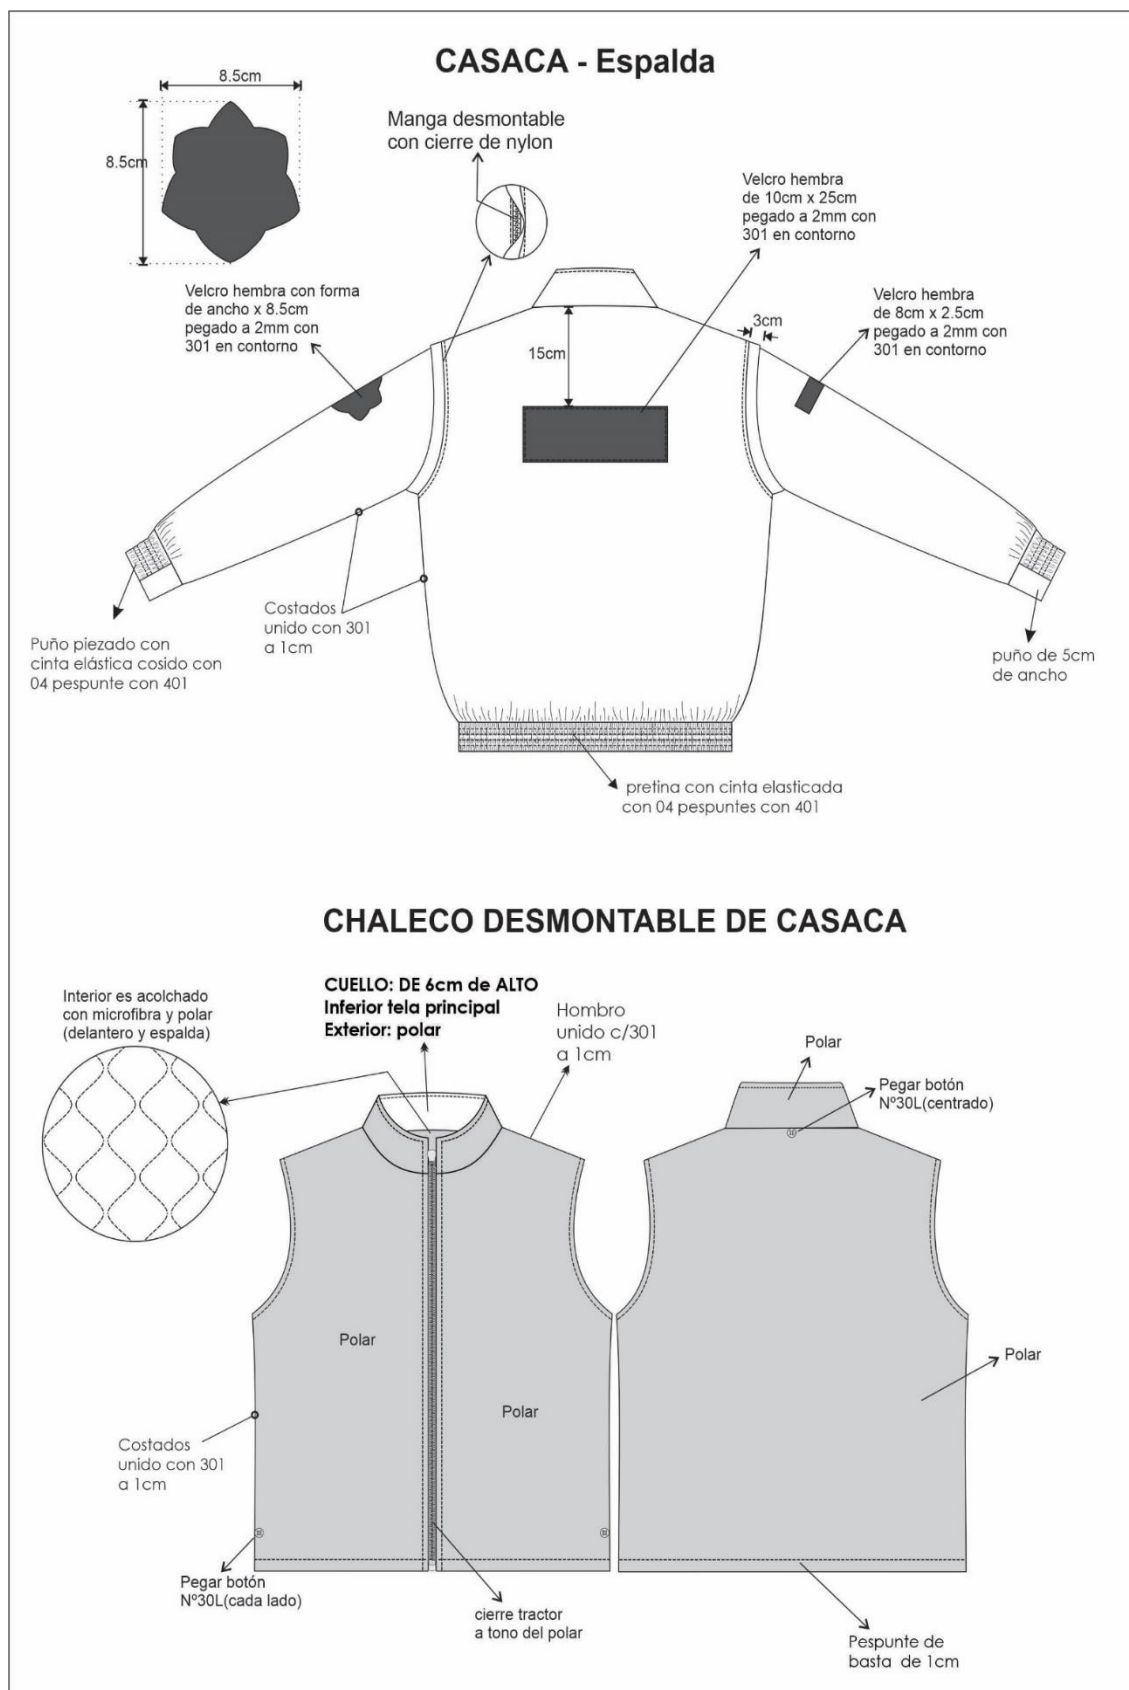 CASACA - Espalda
8.5cm
8.5cm
Manga desmontable
con cierre de nylon
Velcro hembra
de 10cm x 25cm
pegado a 2mm con
301 en contorno
Velcro hembra con forma
de ancho x 8.5cm
pegado a 2mm con
301 en contorno
Velcro hembra
de 8cm x 2.5cm
pegado a 2mm con
301 en contorno
3cm
15cm
Costados
unido con 301
a 1cm
Puño piezado con
cinta elástica cosido con
04 pespunte con 401
puño de 5cm
de ancho
pretina con cinta elasticada
con 04 pespuntes con 401
CHALECO DESMONTABLE DE CASACA
Interior es acolchado
con microfibra y polar
(delantero y espalda)
CUELLO: DE 6cm de ALTO
Inferior tela principal
Exterior: polar
Hombro
unido c/301
a 1cm
Polar
Pegar botón
Nº30L(centrado)
Polar
Polar
Polar
Costados
unido con 301
a 1cm
Pegar botón
Nº30L(cada lado)
cierre tractor
a tono del polar
Pespunte de
basta de 1cm